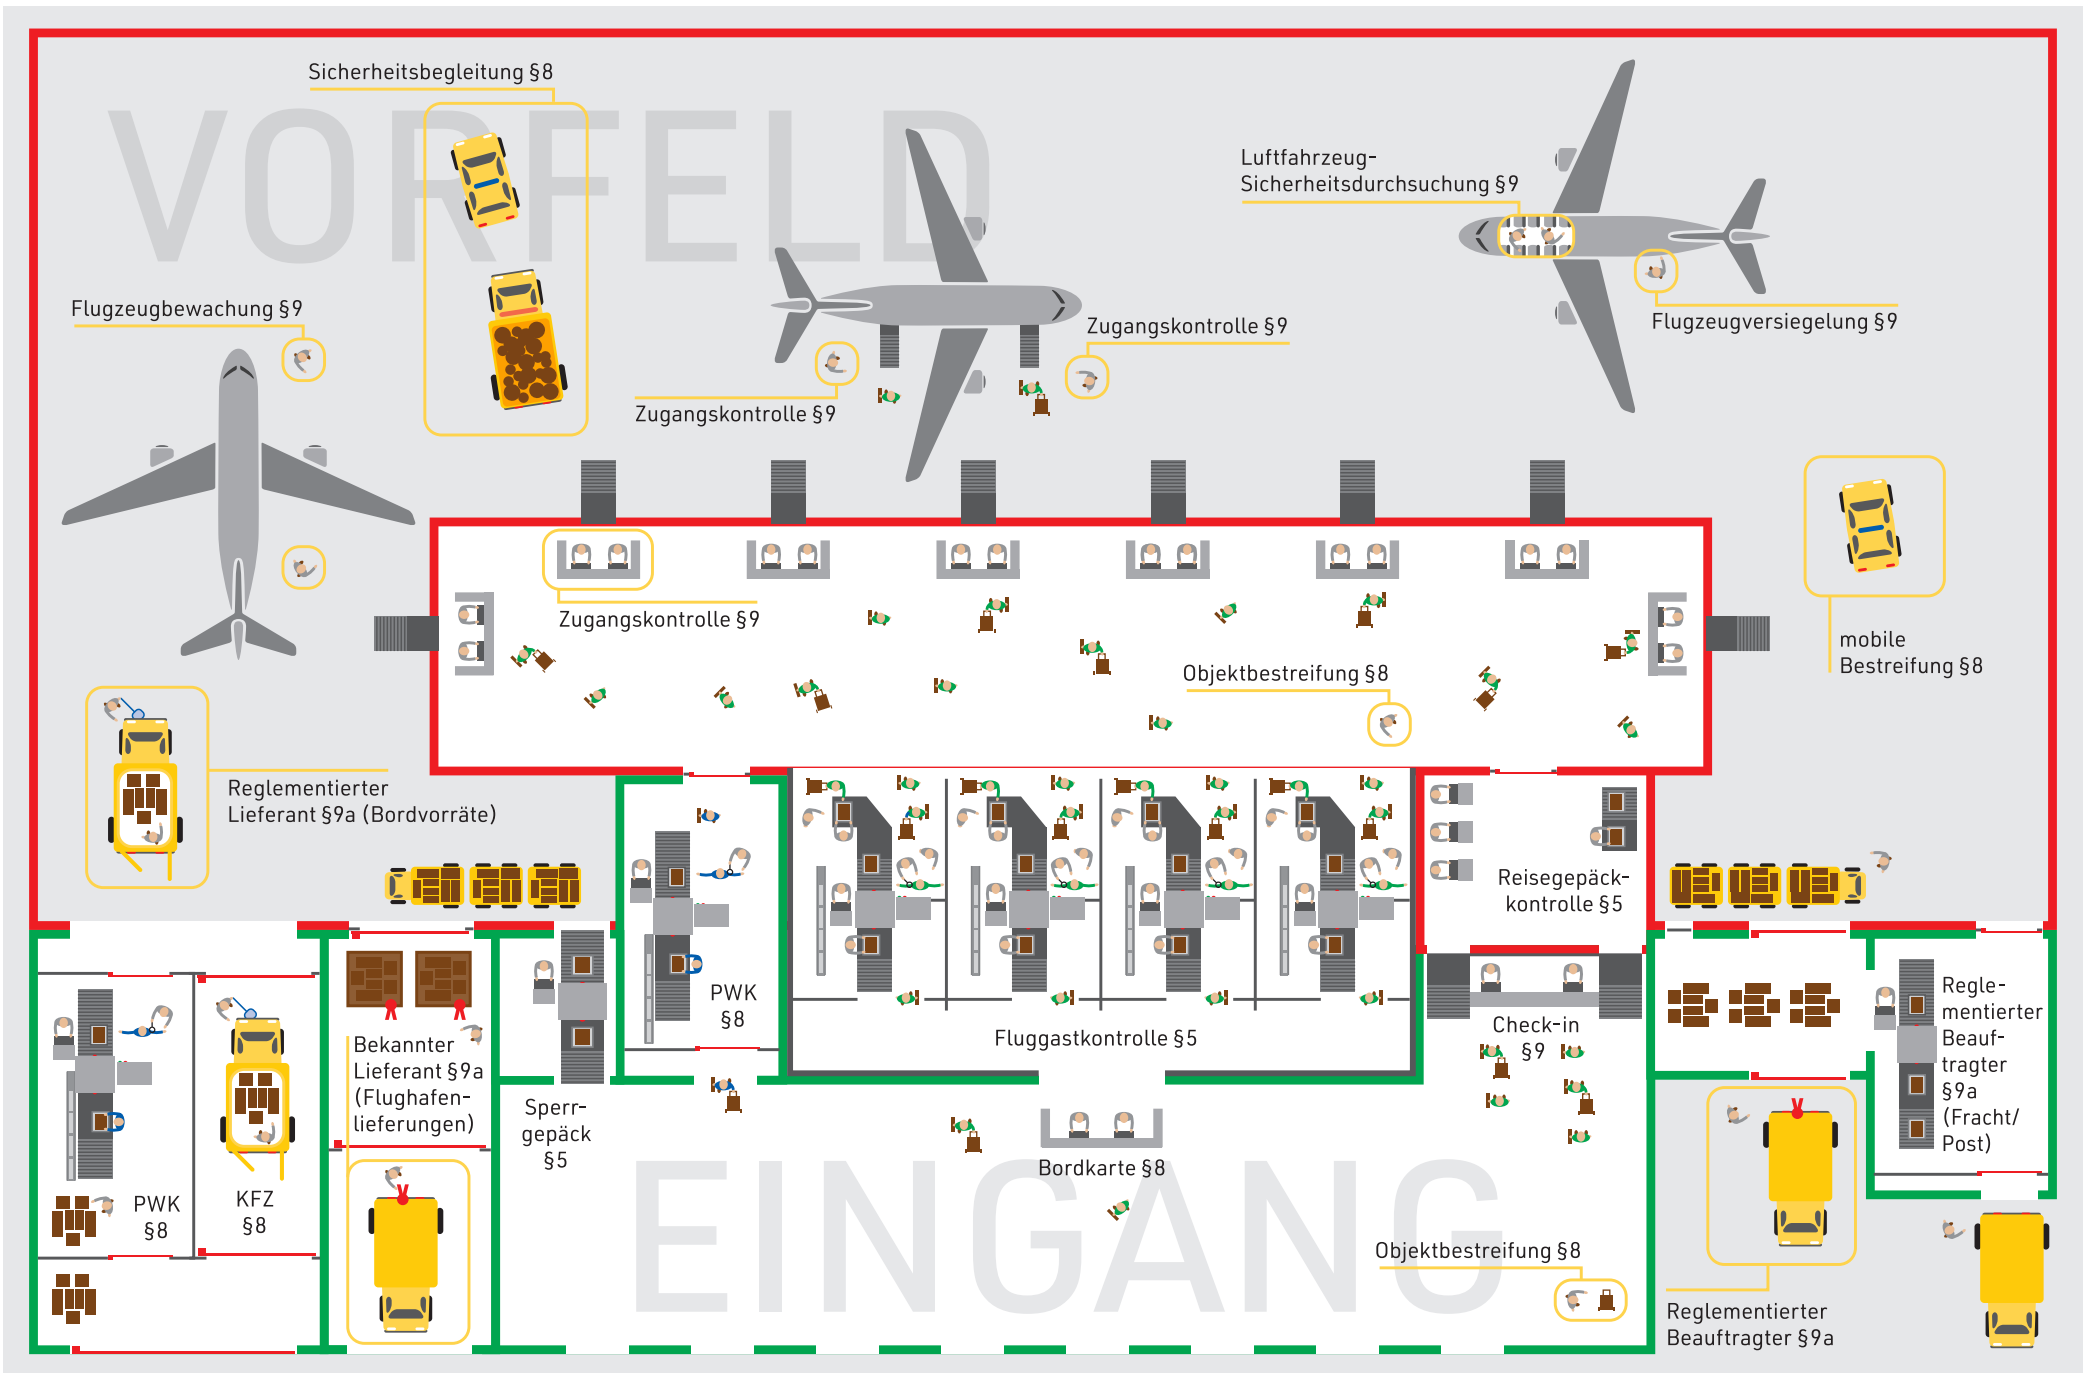 VORFELD
Sicherheitsbegleitung §8
Luftfahrzeug-
Sicherheitsdurchsuchung §9
Flugzeugbewachung §9
Zugangskontrolle §9
Flugzeugversiegelung §9
Zugangskontrolle §9
Zugangskontrolle §9
mobile
Bestreifung §8
Objektbestreifung §8
Reglementierter
Lieferant §9a (Bordvorräte)
Reisegepäck-
kontrolle §5
PWK
§8
Fluggastkontrolle §5
Check-in
§9
Regle-
mentierter
Beauf-
tragter
§9a
(Fracht/
Post)
Bekannter
Lieferant §9a
(Flughafen-
lieferungen)
Sperr-
gepäck
§5
Bordkarte §8
PWK
§8
KFZ
§8
EINGANG
Objektbestreifung §8
Reglementierter
Beauftragter §9a